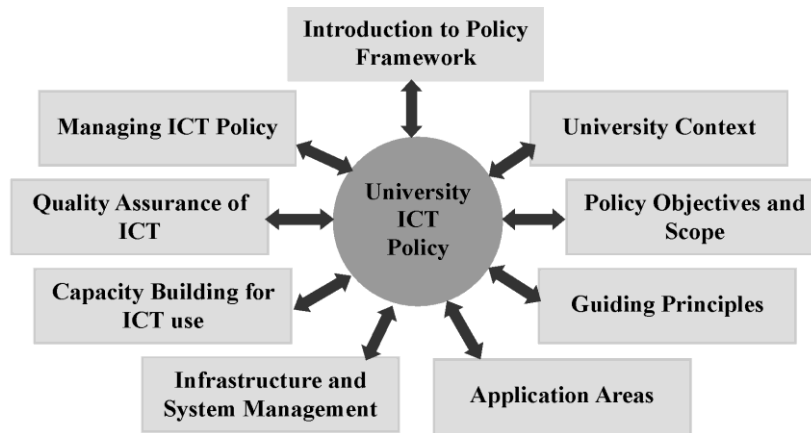 Introduction to Policy
Framework
Managing ICT Policy
University Context
University
ICT
Policy
Quality Assurance of
ICT
Policy Objectives and
Scope
Capacity Building for
ICT use
Guiding Principles
Infrastructure and
System Management
Application Areas